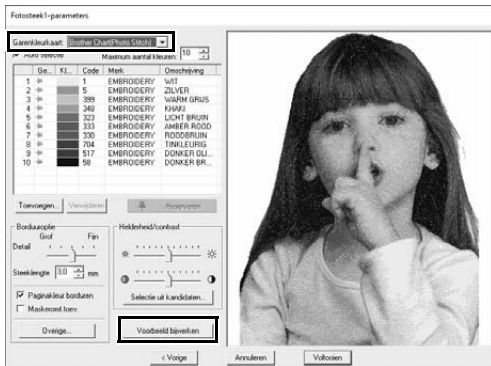 Fotosteek1-parameters
Garenkleurkaart: Brother Chart(Photo Stitch)
Auto selectie
Maximum aantal kleuren: 10
Ge... Kl... Code Merk Omschrijving
1 1 EMBROIDERY WIT
2 5 EMBROIDERY ZILVER
3 399 EMBROIDERY WARM GRIJS
4 348 EMBROIDERY KHAKI
5 323 EMBROIDERY LICHT BRUIN
6 333 EMBROIDERY AMBER ROOD
7 330 EMBROIDERY ROODBRUIN
8 704 EMBROIDERY TINKLEURIG
9 517 EMBROIDERY DONKER OLI...
10 58 EMBROIDERY DONKER BR...
Toevoegen... Verwijderen Reserveren
Borduuroptie
Grof Fijn
Detail
Steeklengte 3,0 mm
Paginakleur borduren
Maskerond toev.
Overige...
Helderheid/contrast
Selectie uit kandidaten...
Voorbeeld bijwerken
< Vorige Annuleren Voltooien